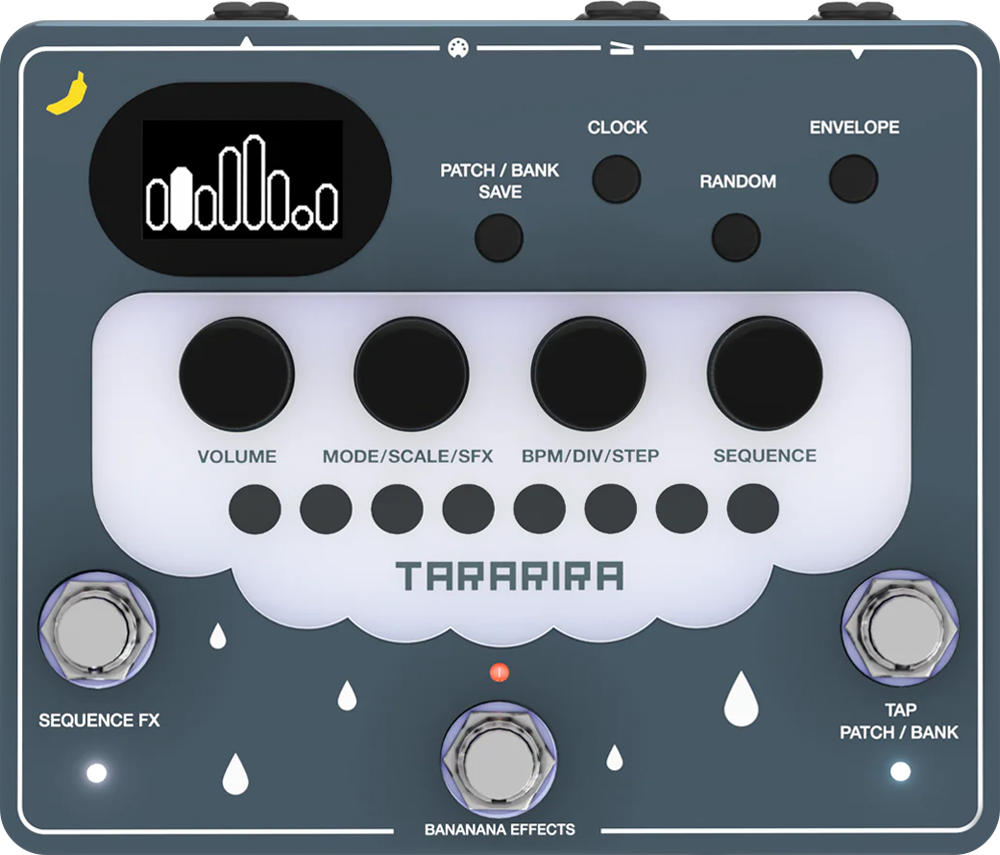 CLOCK
ENVELOPE
PATCH / BANK
SAVE
RANDOM
VOLUME
MODE/SCALE/SFX
BPM/DIV/STEP
SEQUENCE
TARARIRA
SEQUENCE FX
TAP
PATCH / BANK
BANANANA EFFECTS